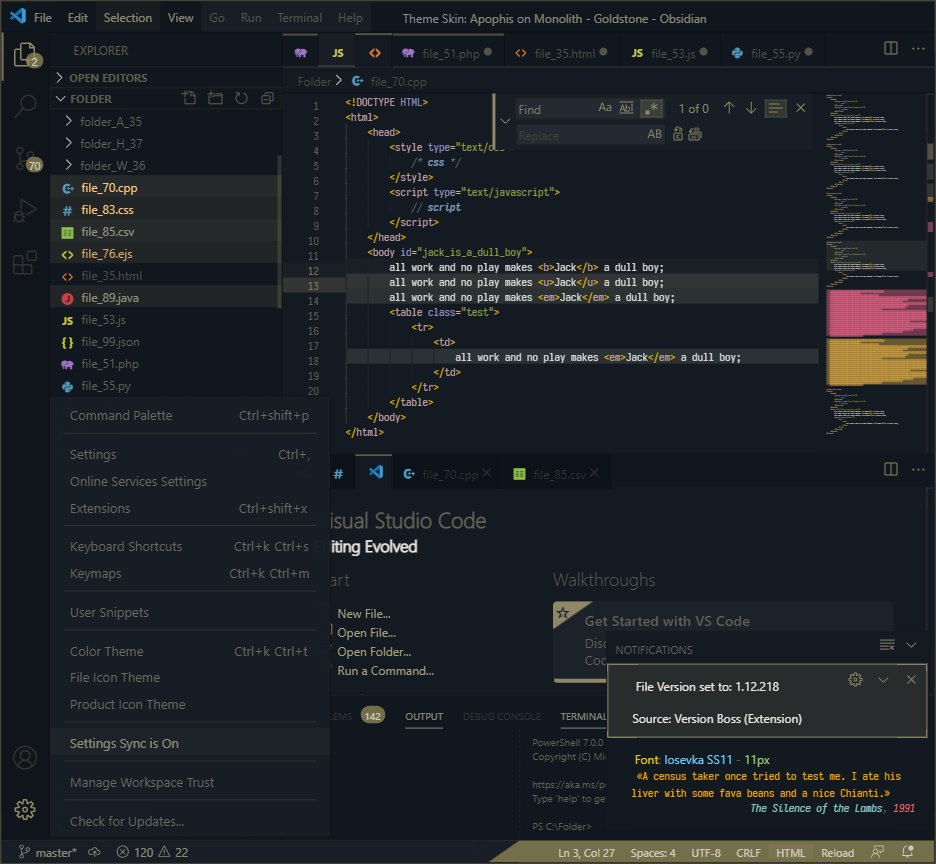 File Edit Selection View Go Run Terminal Help Theme Skin: Apophis on Monolith - Goldstone - Obsidian
2
70
EXPLORER
OPEN EDITORS
FOLDER
folder_A_35
folder_H_37
folder_W_36
file_70.cpp
file_83.css
file_85.csv
file_76.ejs
file_35.html
file_89.java
file_53.js
file_99.json
file_51.php
file_55.py
JS file_51.php file_35.html JS file_53.js file_55.py
Folder > file_70.cpp
Find Aa Abl .* 1 of 0
Replace AB
1 <!DOCTYPE HTML>
2 <html>
3 <head>
4 <style type="text/css"
5 /* css */
6 </style>
7 <script type="text/javascript">
8 // script
9 </script>
10 </head>
11 <body id="jack_is_a_dull_boy">
12 all work and no play makes <b>Jack</b> a dull boy;
13 all work and no play makes <u>Jack</u> a dull boy;
14 all work and no play makes <em>Jack</em> a dull boy;
15 <table class="test">
16 <tr>
17 <td>
18 all work and no play makes <em>Jack</em> a dull boy;
19 </td>
20 </tr>
</table>
</body>
</html>
Command Palette Ctrl+shift+p
Settings Ctrl+,
Online Services Settings
Extensions Ctrl+shift+x
Keyboard Shortcuts Ctrl+k Ctrl+s
Keymaps Ctrl+k Ctrl+m
User Snippets
Color Theme Ctrl+k Ctrl+t
File Icon Theme
Product Icon Theme
Settings Sync is On
Manage Workspace Trust
Check for Updates...
# file_70.cpp file_85.csv
isual Studio Code
iting Evolved
art
New File...
Open File...
Open Folder...
Run a Command...
Walkthroughs
Get Started with VS Code
Disc
Coo
LEMS 142 OUTPUT DEBUG CONSOLE TERMINAL
PowerShell 7.0.0
Copyright (C) Mi
https://aka.ms/p
Type 'help' to ge
PS C:\Folder>
NOTIFICATIONS
File Version set to: 1.12.218
Source: Version Boss (Extension)
Font: Iosevka SS11 - 11px
«A census taker once tried to test me. I ate his
liver with some fava beans and a nice Chianti.»
The Silence of the Lambs, 1991
master* 120 22 Ln 3, Col 27 Spaces: 4 UTF-8 CRLF HTML Reload